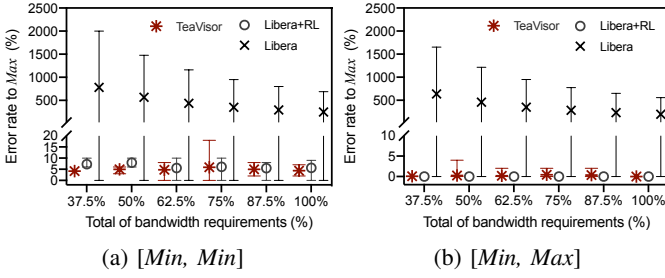 TeaVisor Libera+RL
Libera
Error rate to Max (%)
2500
2000
1500
1000
500
20
15
10
5
0
37.5% 50% 62.5% 75% 87.5% 100%
Total of bandwidth requirements (%)
(a) [Min, Min]
TeaVisor Libera+RL
Libera
Error rate to Max (%)
2500
2000
1500
1000
500
10
5
0
37.5% 50% 62.5% 75% 87.5% 100%
Total of bandwidth requirements (%)
(b) [Min, Max]